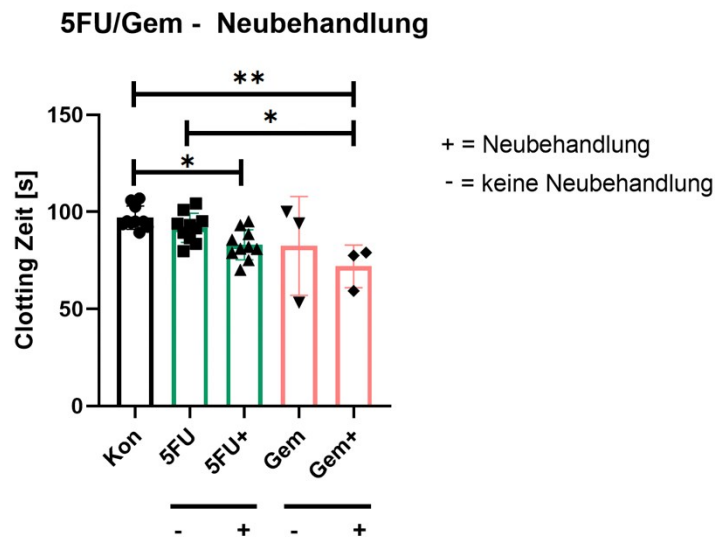 5FU/Gem - Neubehandlung
**
*
*
150
100
50
0
Clotting Zeit [s]
+ = Neubehandlung
- = keine Neubehandlung
Kon
5FU
5FU+
Gem
Gem+
- + - +